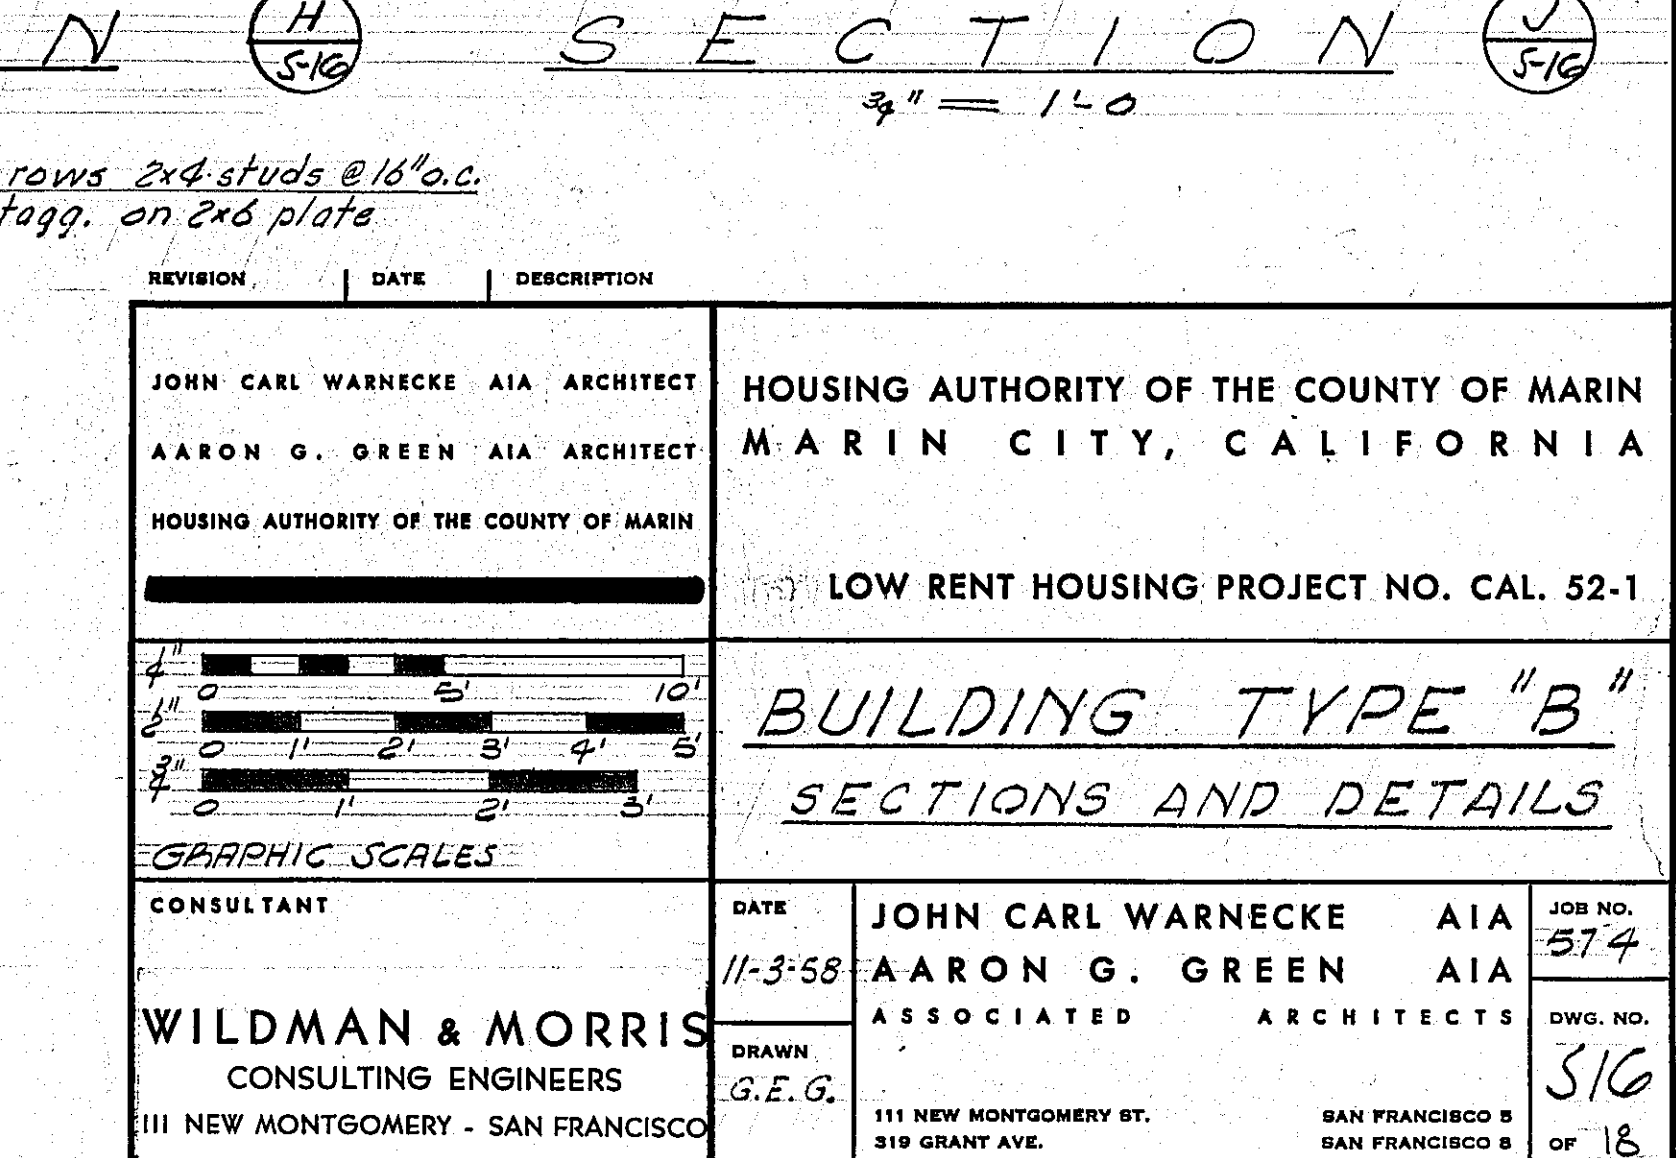 N H S-16 SECTION J S-16
3/4" = 1'-0
rows 2x4 studs @ 16" o.c.
tagg. on 2x6 plate
REVISION DATE DESCRIPTION
JOHN CARL WARNECKE AIA ARCHITECT
AARON G. GREEN AIA ARCHITECT
HOUSING AUTHORITY OF THE COUNTY OF MARIN
HOUSING AUTHORITY OF THE COUNTY OF MARIN
MARIN CITY, CALIFORNIA
LOW RENT HOUSING PROJECT NO. CAL. 52-1
1/4" 0 5' 10'
1/2" 0 1' 2' 3' 4' 5'
3/4" 0 1' 2' 3'
GRAPHIC SCALES
BUILDING TYPE "B"
SECTIONS AND DETAILS
CONSULTANT
WILDMAN & MORRIS
CONSULTING ENGINEERS
111 NEW MONTGOMERY - SAN FRANCISCO
DATE
11-3-58
DRAWN
G.E.G.
JOHN CARL WARNECKE AIA
AARON G. GREEN AIA
ASSOCIATED ARCHITECTS
111 NEW MONTGOMERY ST. SAN FRANCISCO 5
319 GRANT AVE. SAN FRANCISCO 8
JOB NO.
574
DWG. NO.
S16
OF 18